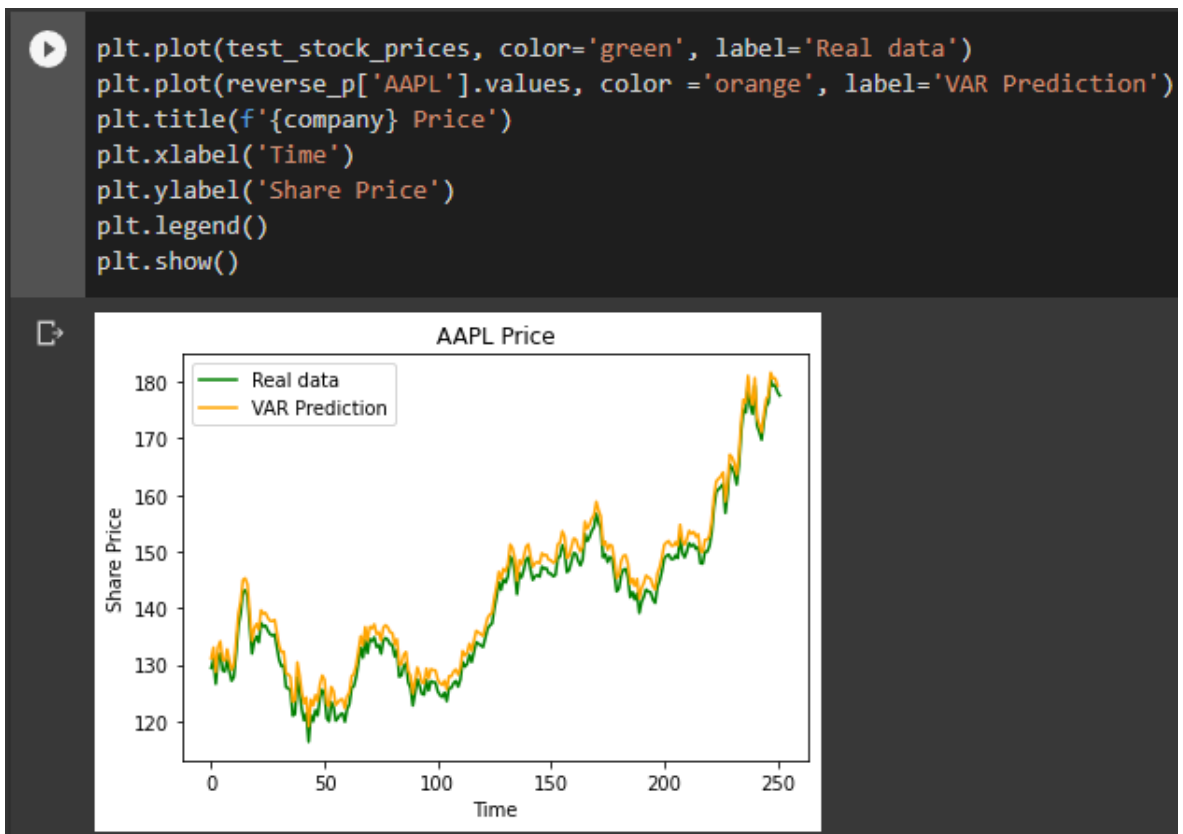 plt.plot(test_stock_prices, color='green', label='Real data')
plt.plot(reverse_p['AAPL'].values, color ='orange', label='VAR Prediction')
plt.title(f'{company} Price')
plt.xlabel('Time')
plt.ylabel('Share Price')
plt.legend()
plt.show()
AAPL Price
Real data
VAR Prediction
180
170
160
150
140
130
120
Share Price
0 50 100 150 200 250
Time